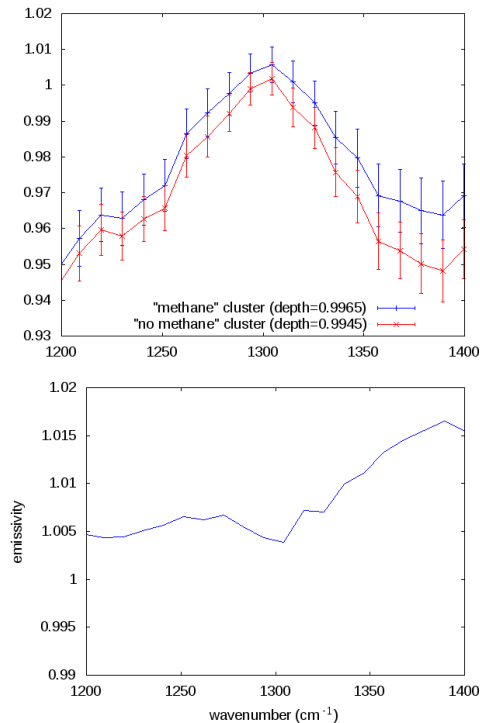 1.02
1.01
1
0.99
0.98
0.97
0.96
0.95
0.94
0.93
"methane" cluster (depth=0.9965)
"no methane" cluster (depth=0.9945)
1200 1250 1300 1350 1400
1.02
1.015
1.01
1.005
1
0.995
0.99
emissivity
1200 1250 1300 1350 1400
wavenumber (cm⁻¹)